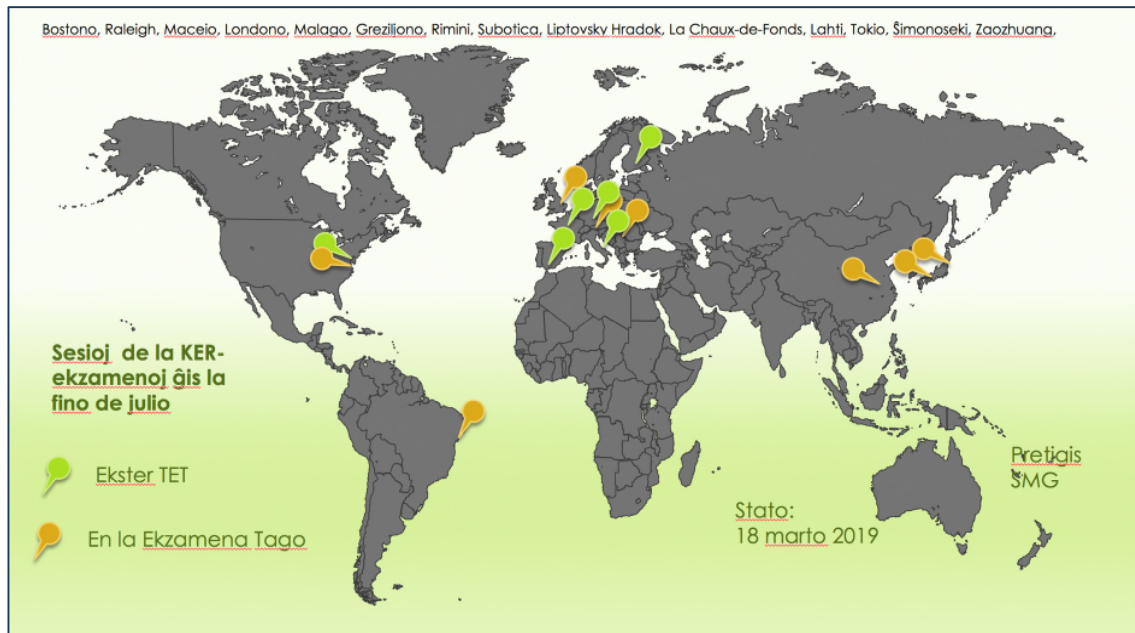 Bostono, Raleigh, Maceio, Londono, Malago, Greziljono, Rimini, Subotica, Liptovsky Hradok, La Chaux-de-Fonds, Lahti, Tokio, Ŝimonoseki, Zaozhuang,
Sesioj de la KER-
ekzamenoj ĝis la
fino de julio
Ekster TET
En la Ekzamena Tago
Stato:
18 marto 2019
Pretigis
SMG